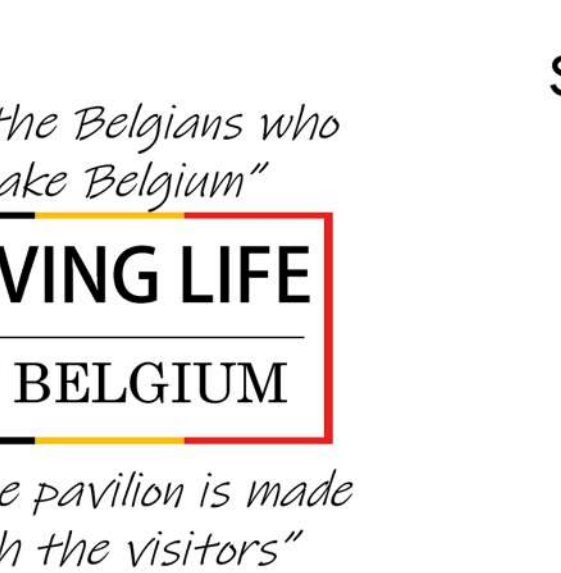 the Belgians who
ake Belgium”
VING LIFE
BELGIUM
e pavilion is made
h the visitors”